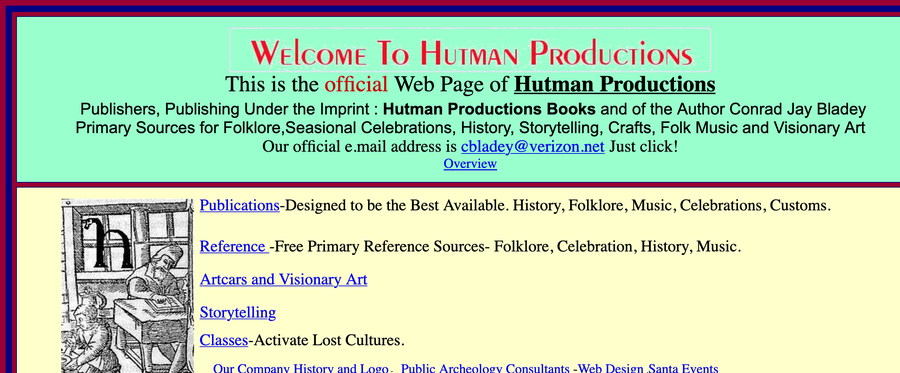 Welcome To Hutman Productions
This is the official Web Page of Hutman Productions
Publishers, Publishing Under the Imprint : Hutman Productions Books and of the Author Conrad Jay Bladey
Primary Sources for Folklore,Seasional Celebrations, History, Storytelling, Crafts, Folk Music and Visionary Art
Our official e.mail address is cbladey@verizon.net Just click!
Overview
h
Publications-Designed to be the Best Available. History, Folklore, Music, Celebrations, Customs.
Reference -Free Primary Reference Sources- Folklore, Celebration, History, Music.
Artcars and Visionary Art
Storytelling
Classes-Activate Lost Cultures.
Our Company History and Logo. Public Archeology Consultants -Web Design Santa Events